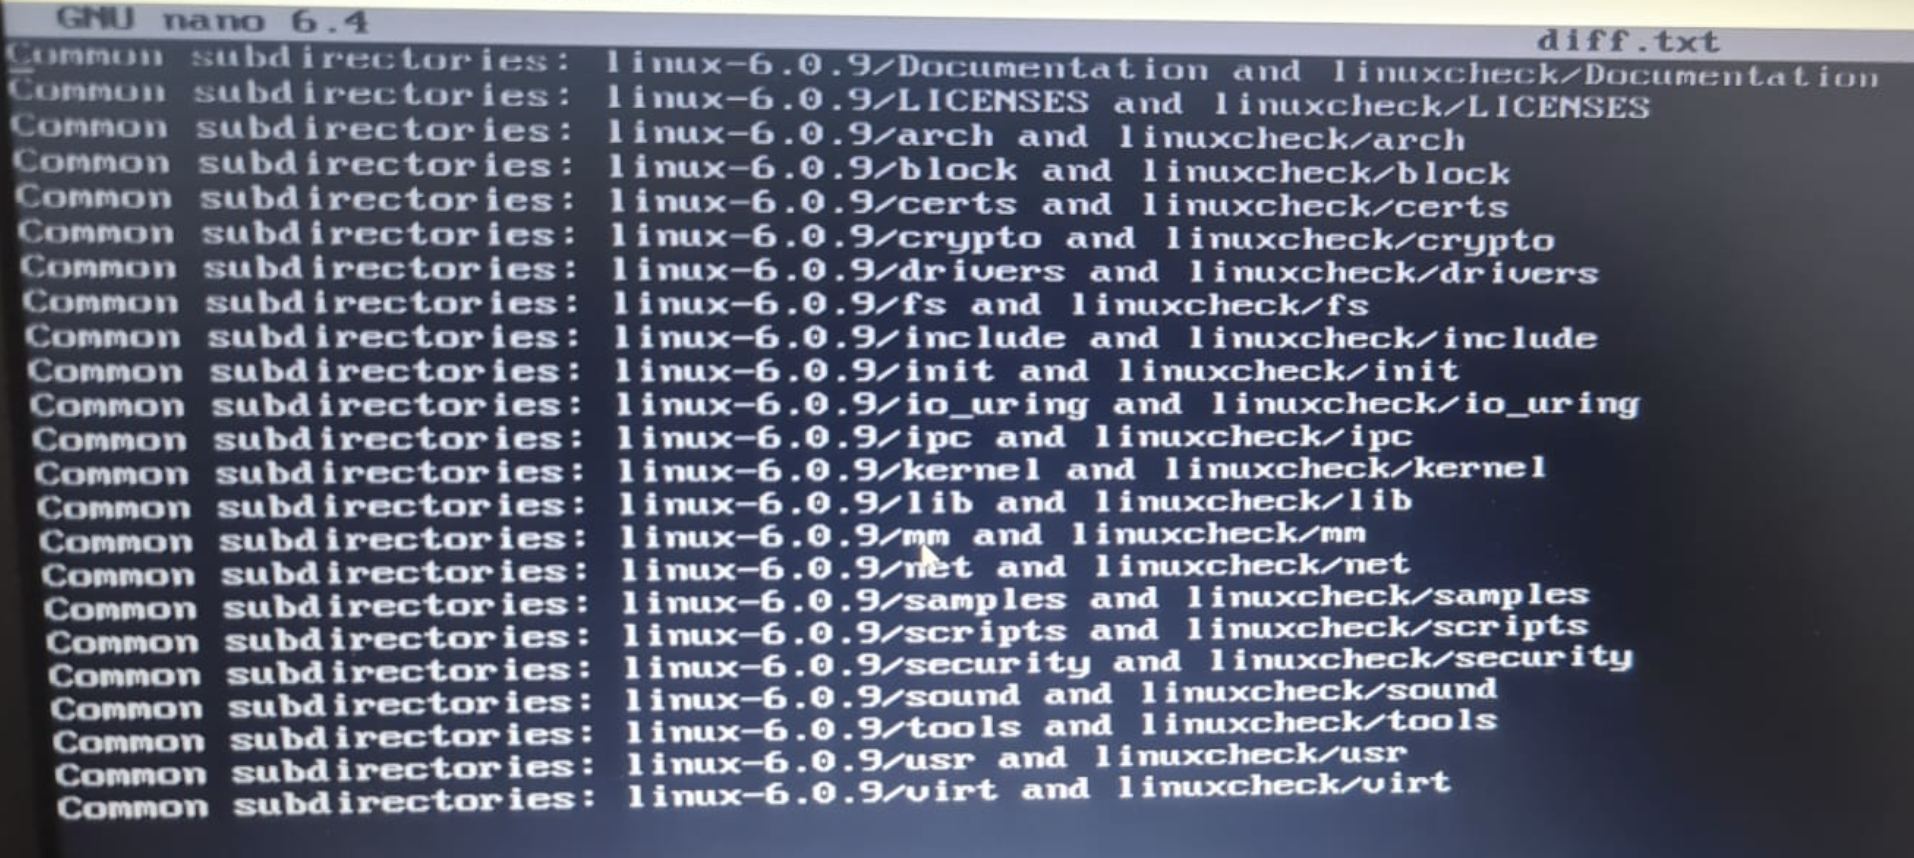 GNU nano 6.4 diff.txt
Common subdirectories: linux-6.0.9/Documentation and linuxcheck/Documentation
Common subdirectories: linux-6.0.9/LICENSES and linuxcheck/LICENSES
Common subdirectories: linux-6.0.9/arch and linuxcheck/arch
Common subdirectories: linux-6.0.9/block and linuxcheck/block
Common subdirectories: linux-6.0.9/certs and linuxcheck/certs
Common subdirectories: linux-6.0.9/crypto and linuxcheck/crypto
Common subdirectories: linux-6.0.9/drivers and linuxcheck/drivers
Common subdirectories: linux-6.0.9/fs and linuxcheck/fs
Common subdirectories: linux-6.0.9/include and linuxcheck/include
Common subdirectories: linux-6.0.9/init and linuxcheck/init
Common subdirectories: linux-6.0.9/io_uring and linuxcheck/io_uring
Common subdirectories: linux-6.0.9/ipc and linuxcheck/ipc
Common subdirectories: linux-6.0.9/kernel and linuxcheck/kernel
Common subdirectories: linux-6.0.9/lib and linuxcheck/lib
Common subdirectories: linux-6.0.9/mm and linuxcheck/mm
Common subdirectories: linux-6.0.9/net and linuxcheck/net
Common subdirectories: linux-6.0.9/samples and linuxcheck/samples
Common subdirectories: linux-6.0.9/scripts and linuxcheck/scripts
Common subdirectories: linux-6.0.9/security and linuxcheck/security
Common subdirectories: linux-6.0.9/sound and linuxcheck/sound
Common subdirectories: linux-6.0.9/tools and linuxcheck/tools
Common subdirectories: linux-6.0.9/usr and linuxcheck/usr
Common subdirectories: linux-6.0.9/virt and linuxcheck/virt